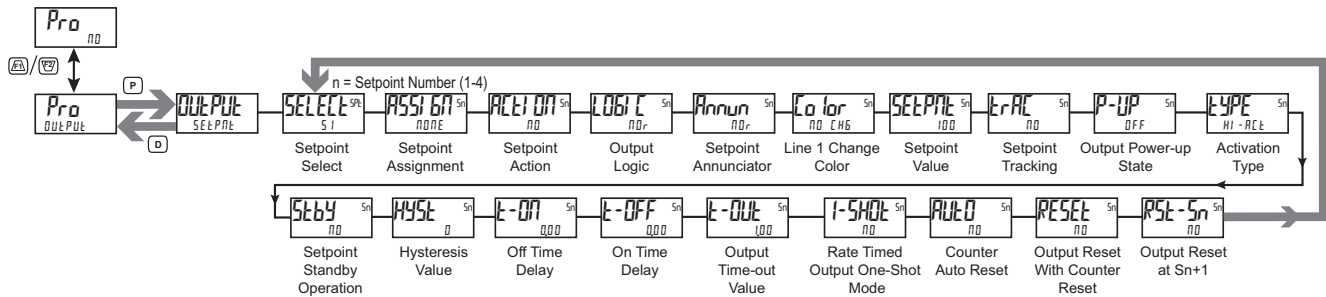 Pro
NO
F1 / F2
P
n = Setpoint Number (1-4)
Pro
OUtPUt
OUtPUt
SEtPNt
SELECt SPt
S1
ASSIGN Sn
NONE
ACtION Sn
NO
LOGIC Sn
NOr
Annun Sn
NOr
Color Sn
NO CHG
SEtPNt Sn
100
trAC Sn
NO
P-UP Sn
OFF
tYPE Sn
HI-ACt
D
Setpoint
Select
Setpoint
Assignment
Setpoint
Action
Output
Logic
Setpoint
Annunciator
Line 1 Change
Color
Setpoint
Value
Setpoint
Tracking
Output Power-up
State
Activation
Type
Stby Sn
NO
HYSt Sn
0
t-ON Sn
0.00
t-OFF Sn
0.00
t-OUt Sn
1.00
1-SHOt Sn
NO
AUtO Sn
NO
RESEt Sn
NO
RSt-Sn Sn
NO
Setpoint
Standby
Operation
Hysteresis
Value
Off Time
Delay
On Time
Delay
Output
Time-out
Value
Rate Timed
Output One-Shot
Mode
Counter
Auto Reset
Output Reset
With Counter
Reset
Output Reset
at Sn+1